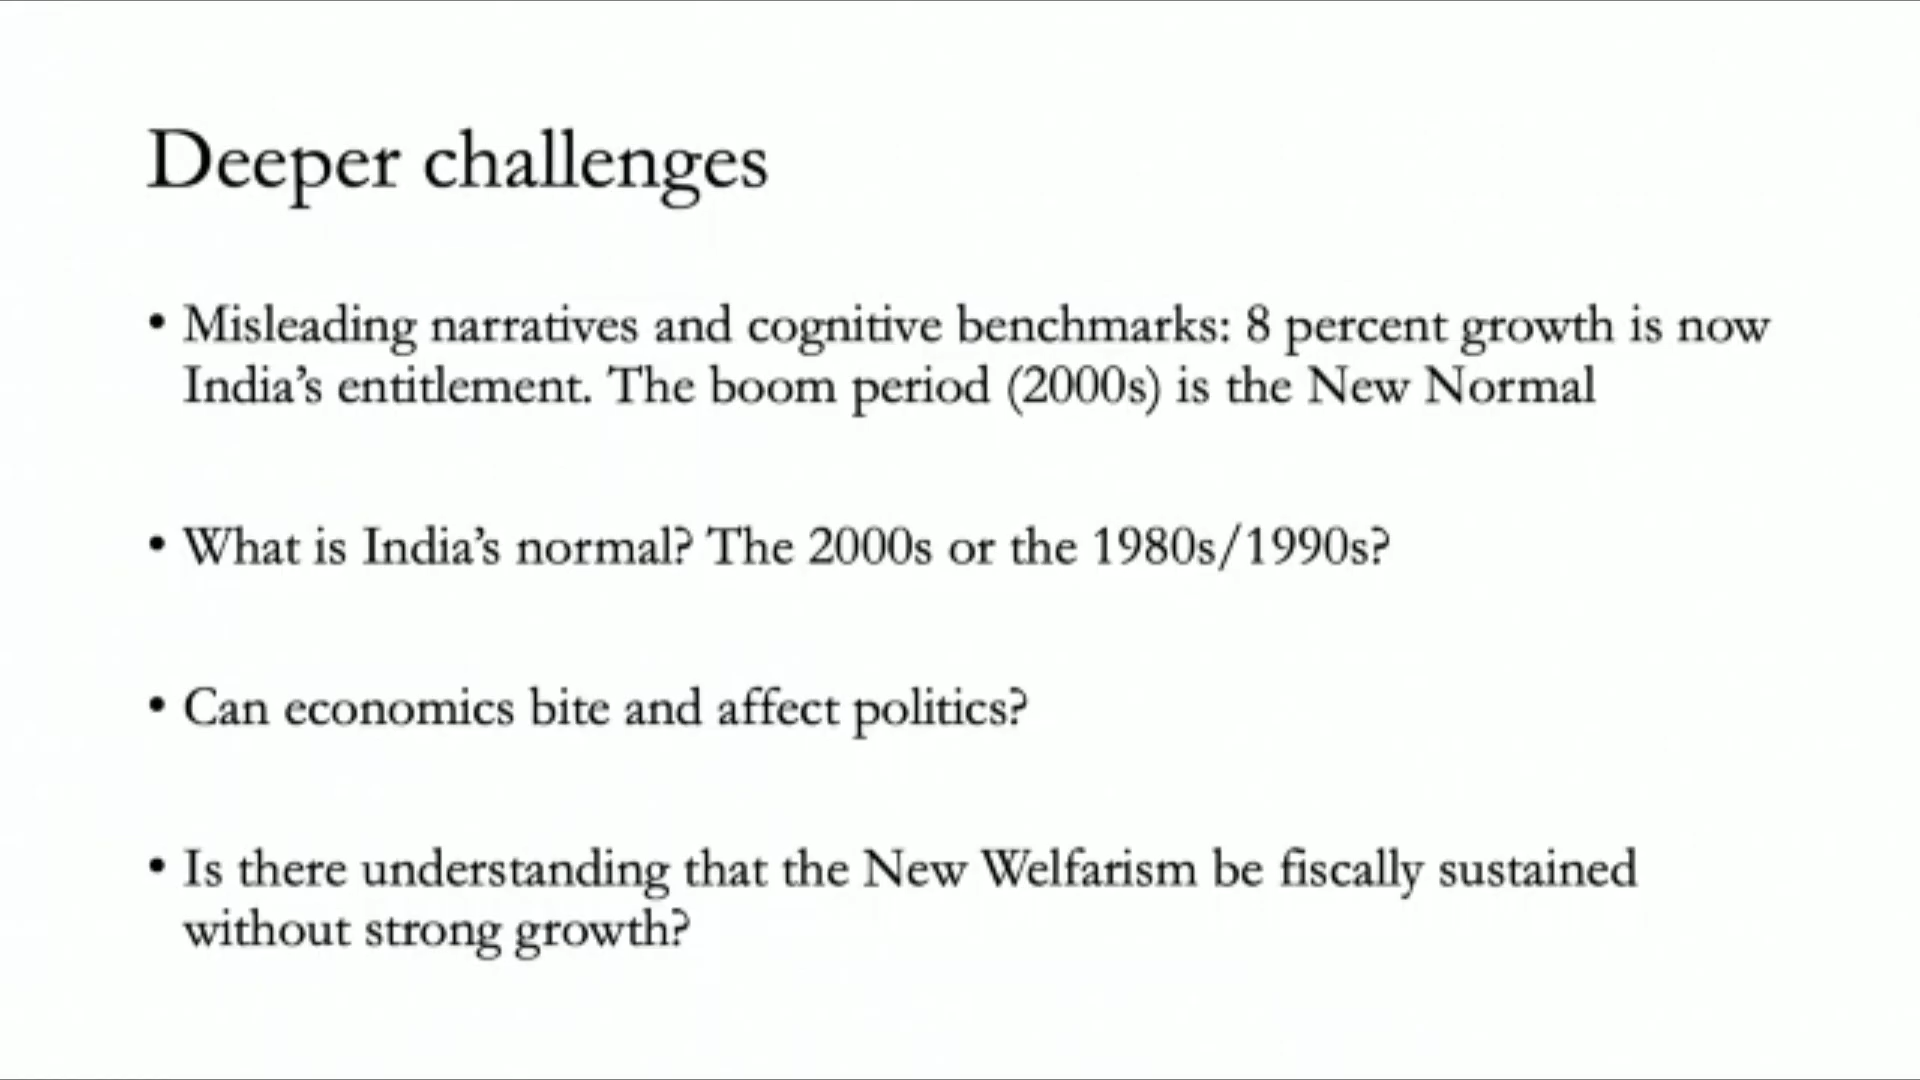 Deeper challenges
• Misleading narratives and cognitive benchmarks: 8 percent growth is now
India’s entitlement. The boom period (2000s) is the New Normal
• What is India’s normal? The 2000s or the 1980s/1990s?
• Can economics bite and affect politics?
• Is there understanding that the New Welfarism be fiscally sustained
without strong growth?